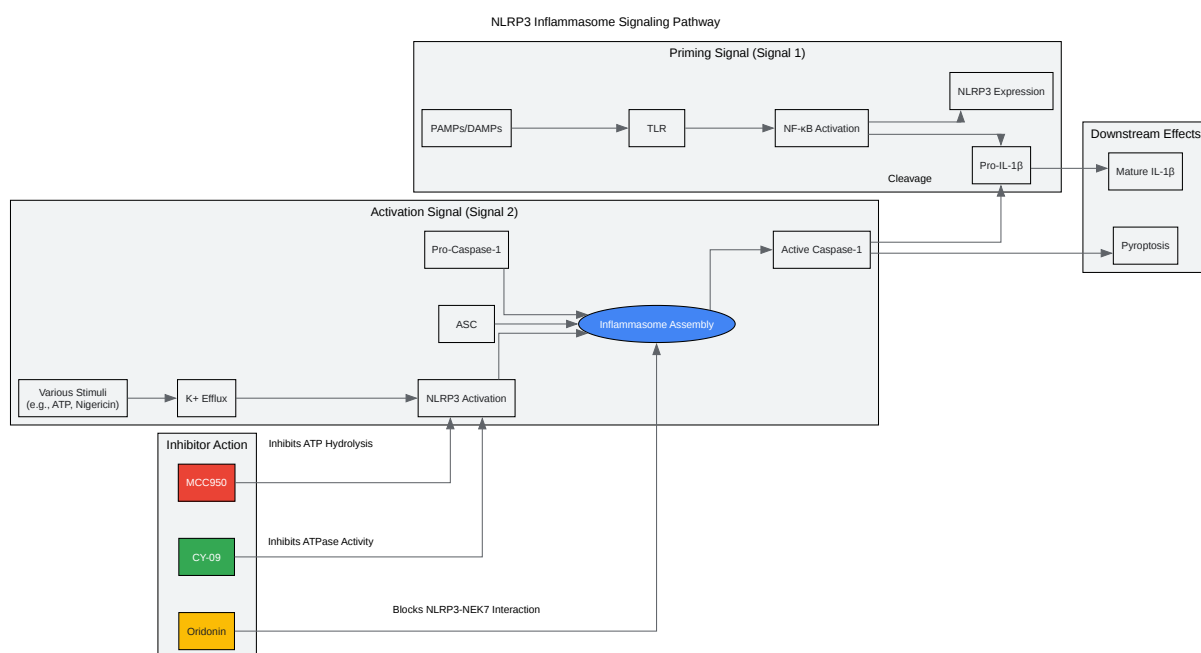 NLRP3 Inflammasome Signaling Pathway
Priming Signal (Signal 1)
PAMPs/DAMPs
TLR
NF-κB Activation
NLRP3 Expression
Pro-IL-1β
Cleavage
Downstream Effects
Mature IL-1β
Pyroptosis
Activation Signal (Signal 2)
Pro-Caspase-1
Active Caspase-1
ASC
Inflammasome Assembly
Various Stimuli
(e.g., ATP, Nigericin)
K+ Efflux
NLRP3 Activation
Inhibitor Action
Inhibits ATP Hydrolysis
MCC950
Inhibits ATPase Activity
CY-09
Blocks NLRP3-NEK7 Interaction
Oridonin